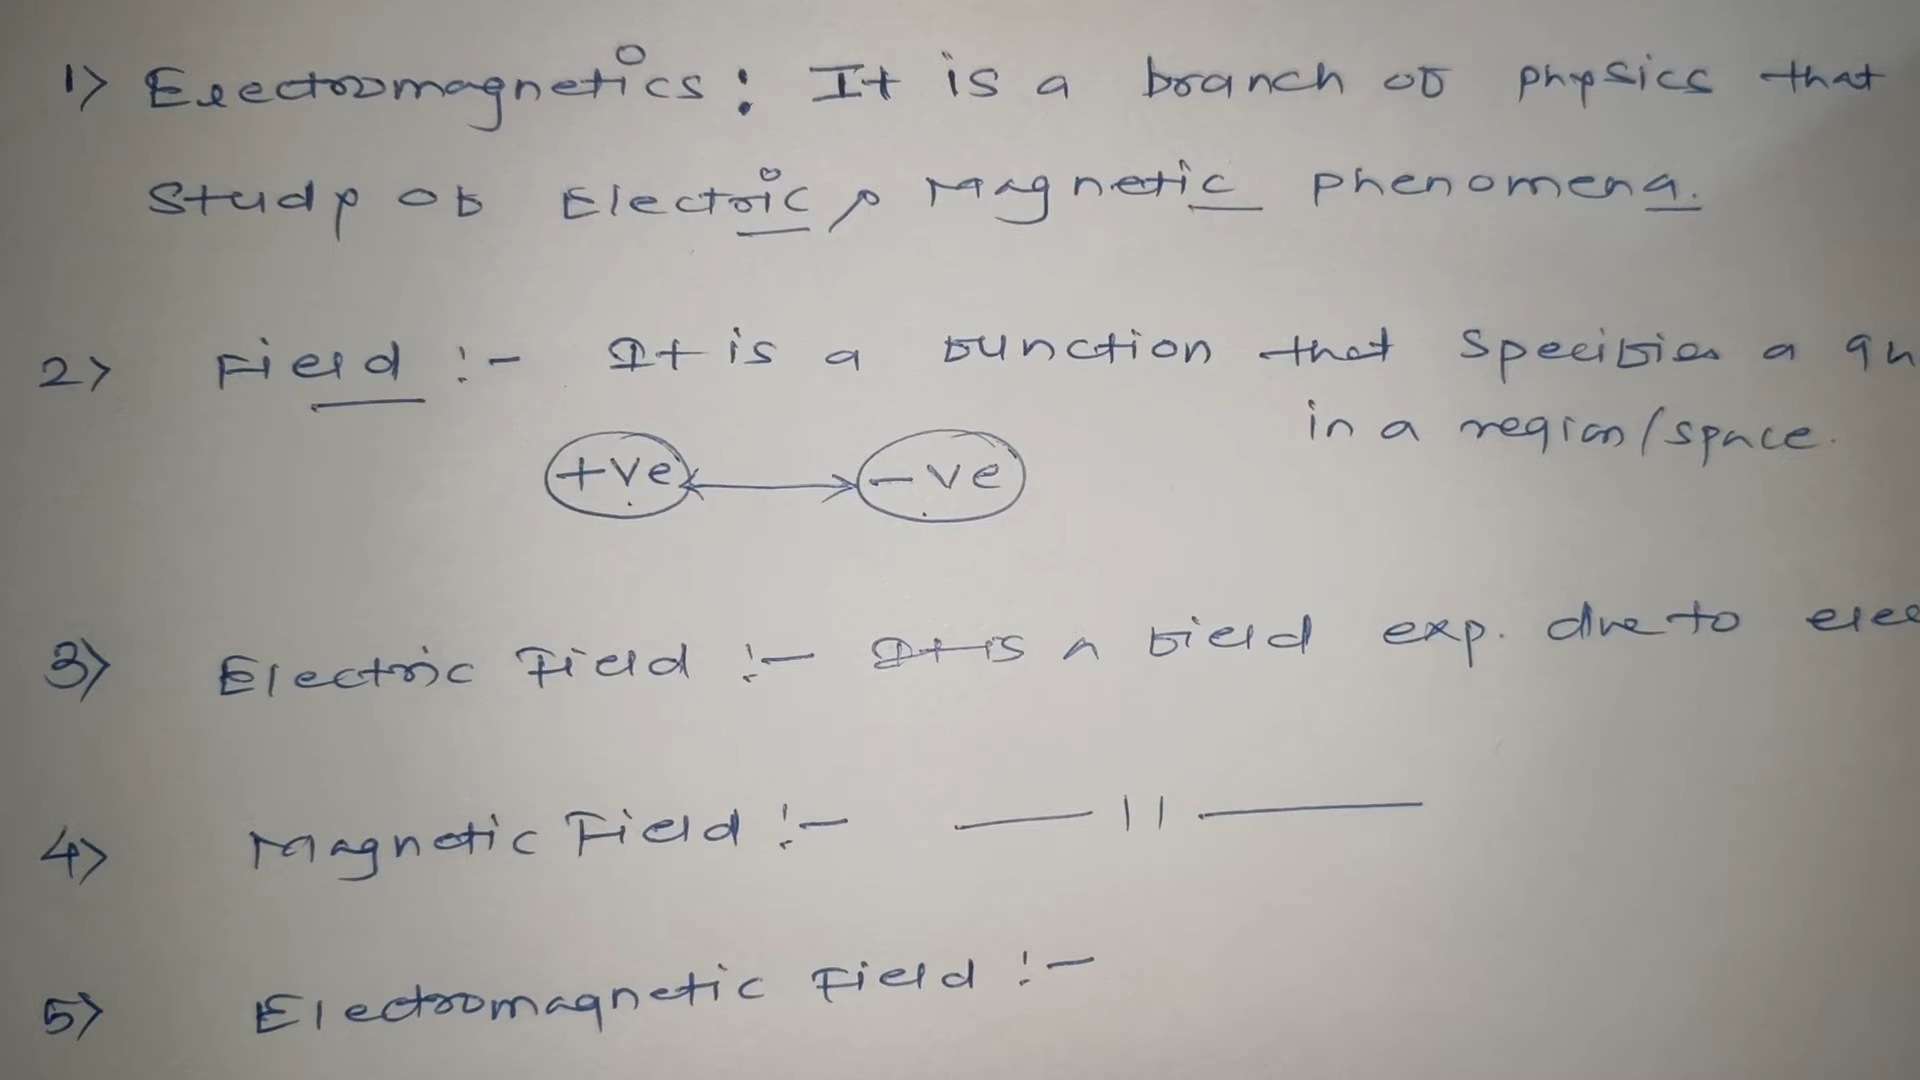 1) Electromagnetics: It is a branch of physics that
Study of Electric, Magnetic phenomena.
2) Field :- It is a function that specifies a qu
in a region/space.
+ve -ve
3) Electric Field :- It is a field exp. due to elec
4) Magnetic Field :- —— 11 ——
5) Electromagnetic Field :-